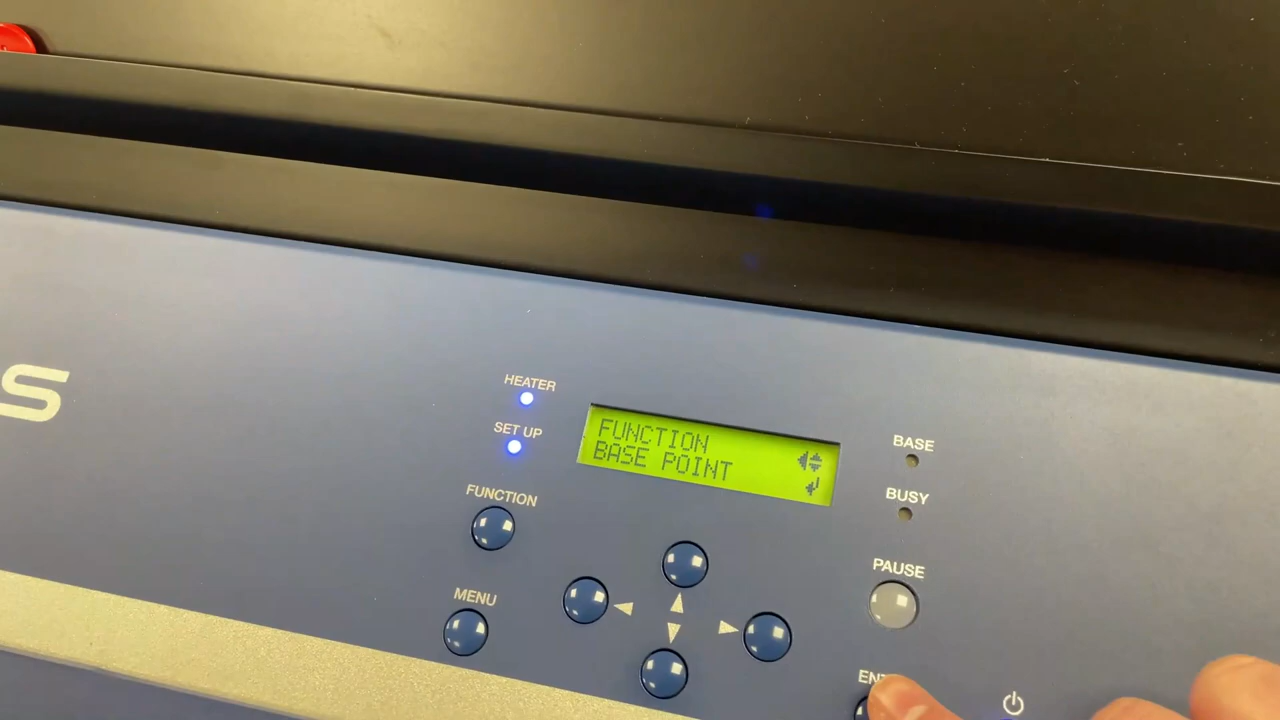 S
HEATER
SET UP
FUNCTION
BASE POINT
BASE
BUSY
FUNCTION
PAUSE
MENU